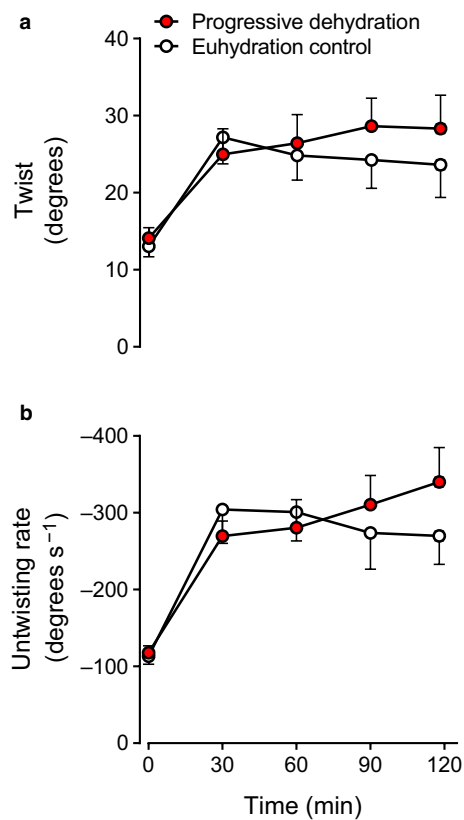 a
Progressive dehydration
Euhydration control
40
30
20
10
0
Twist
(degrees)
b
–400
–300
–200
–100
0
Untwisting rate
(degrees s⁻¹)
0 30 60 90 120
Time (min)